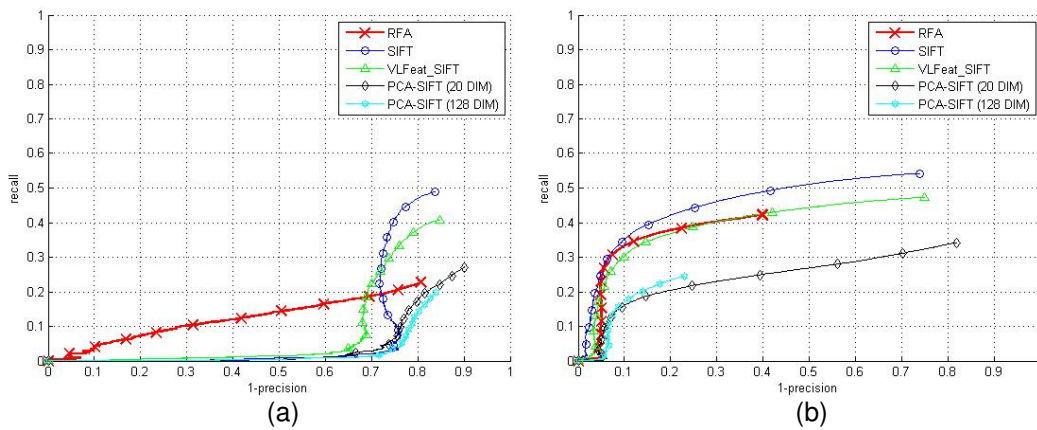 1
0.9
0.8
0.7
0.6
0.5
0.4
0.3
0.2
0.1
0
recall
RFA
SIFT
VLFeat_SIFT
PCA-SIFT (20 DIM)
PCA-SIFT (128 DIM)
0 0.1 0.2 0.3 0.4 0.5 0.6 0.7 0.8 0.9 1
1-precision
(a)
1
0.9
0.8
0.7
0.6
0.5
0.4
0.3
0.2
0.1
0
recall
RFA
SIFT
VLFeat_SIFT
PCA-SIFT (20 DIM)
PCA-SIFT (128 DIM)
0 0.1 0.2 0.3 0.4 0.5 0.6 0.7 0.8 0.9 1
1-precision
(b)